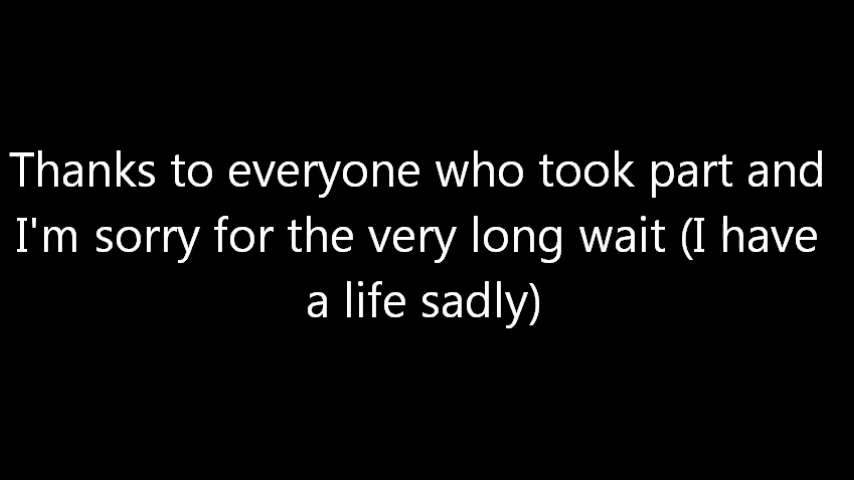 Thanks to everyone who took part and
I'm sorry for the very long wait (I have
a life sadly)